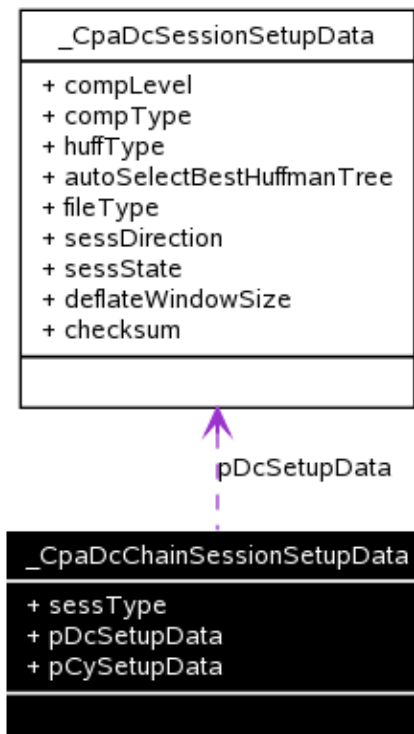 _CpaDcSessionSetupData
+ compLevel
+ compType
+ huffType
+ autoSelectBestHuffmanTree
+ fileType
+ sessDirection
+ sessState
+ deflateWindowSize
+ checksum
pDcSetupData
_CpaDcChainSessionSetupData
+ sessType
+ pDcSetupData
+ pCySetupData